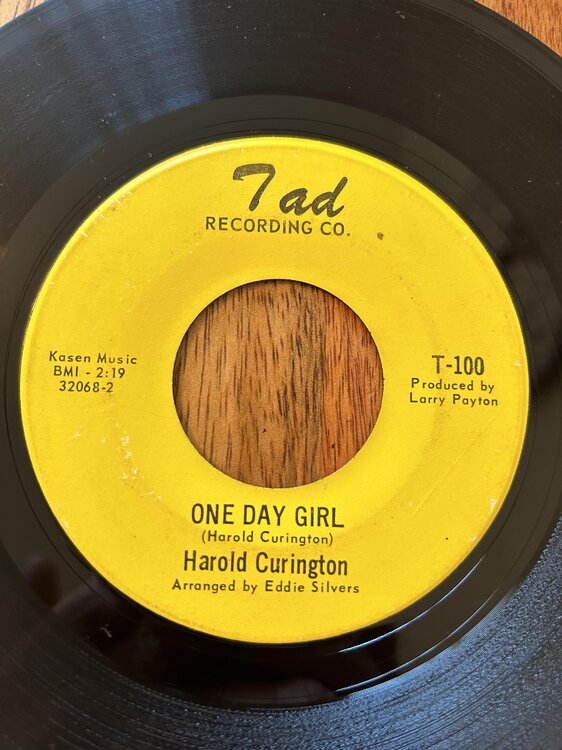 Tad
RECORDING CO.
Kasen Music
BMI - 2:19
32068-2
T-100
Produced by
Larry Payton
ONE DAY GIRL
(Harold Curington)
Harold Curington
Arranged by Eddie Silvers